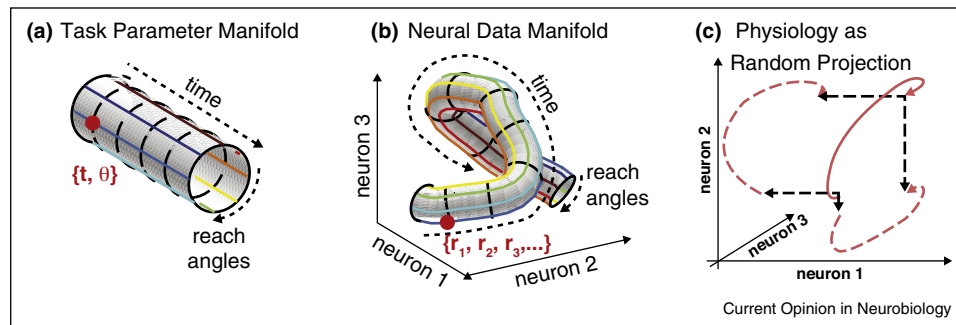 (a) Task Parameter Manifold
time
{t, θ}
reach
angles
(b) Neural Data Manifold
neuron 3
time
reach
angles
{r₁, r₂, r₃,...}
neuron 1
neuron 2
(c) Physiology as
Random Projection
neuron 2
neuron 3
neuron 1
Current Opinion in Neurobiology